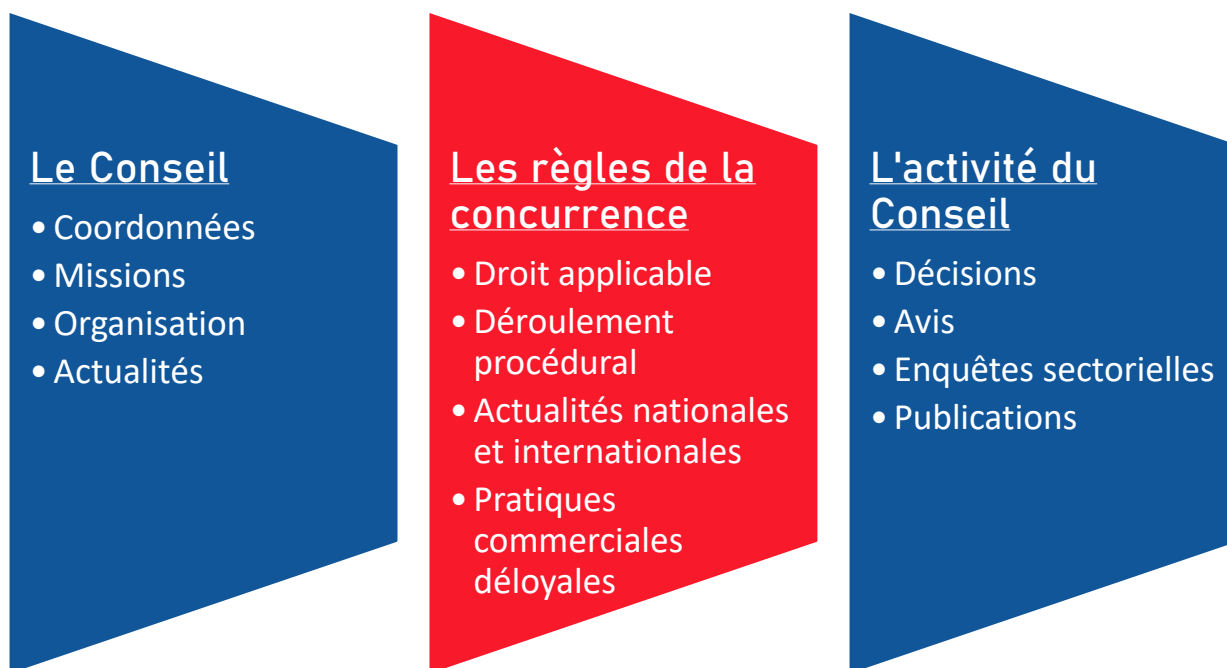 Le Conseil
• Coordonnées
• Missions
• Organisation
• Actualités
Les règles de la
concurrence
• Droit applicable
• Déroulement
procédural
• Actualités nationales
et internationales
• Pratiques
commerciales
déloyales
L'activité du
Conseil
• Décisions
• Avis
• Enquêtes sectorielles
• Publications